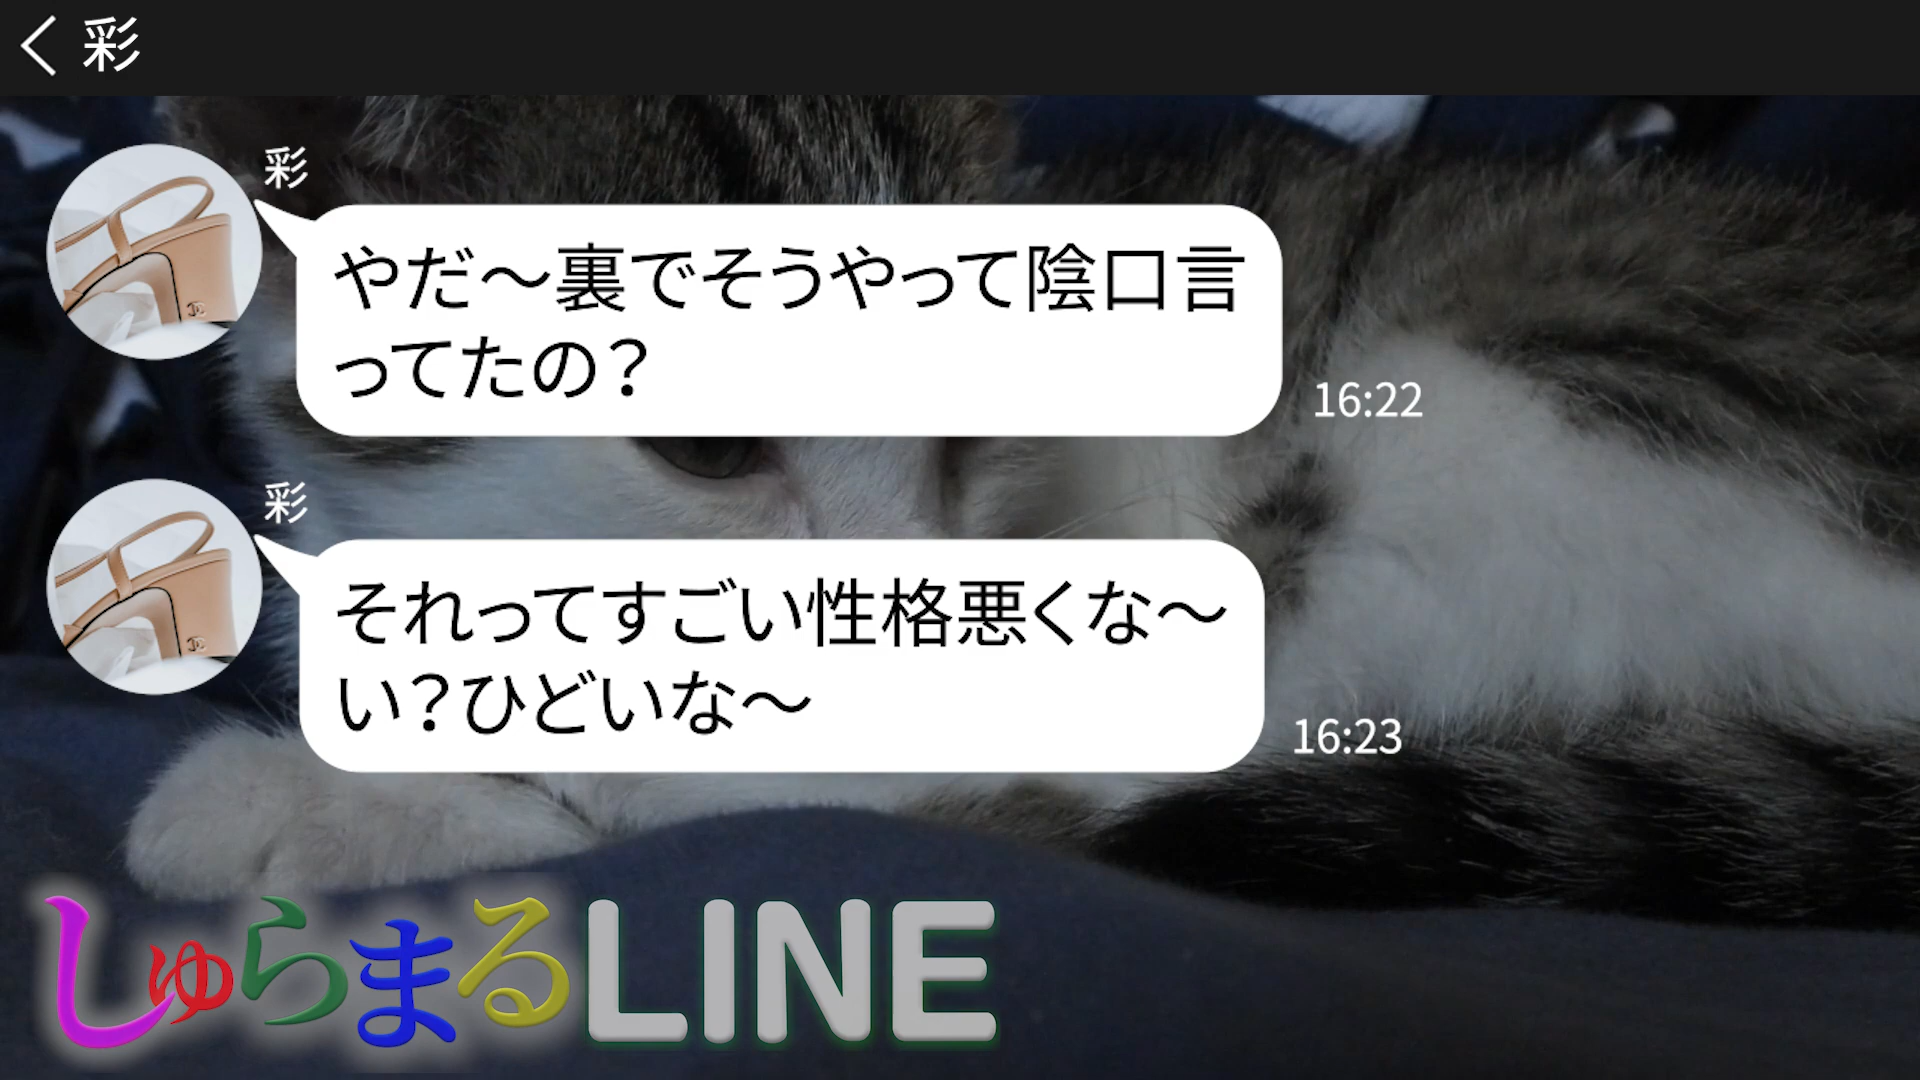 彩
彩
やだ～裏でそうやって陰口言
ってたの？
16:22
彩
それってすごい性格悪くな～
い？ひどいな～
16:23
しゅらまるLINE